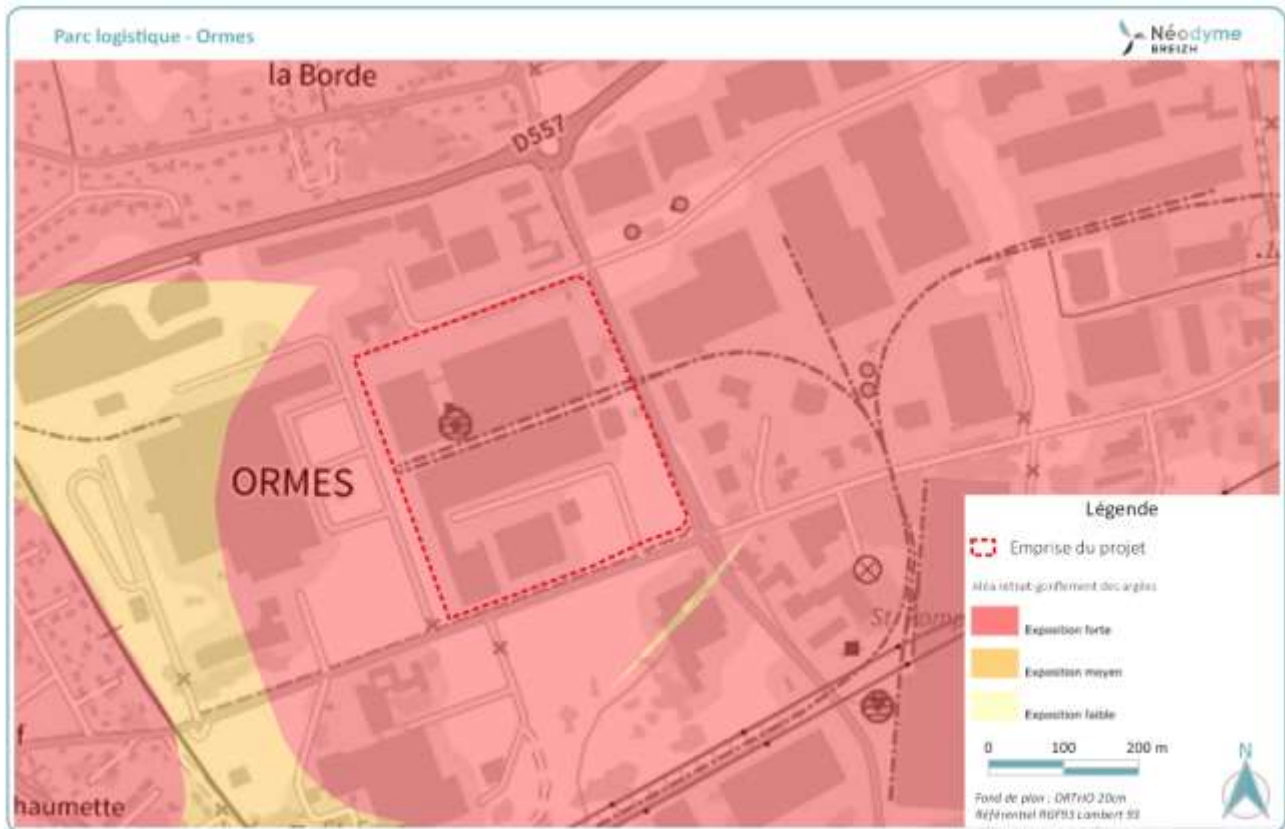 Parc logistique - Ormes
Néodyme
BREIZH
la Borde
D557
ORMES
Légende
Emprise du projet
Aléa retrait-gonflement des argiles
Exposition forte
Exposition moyen
Exposition faible
0 100 200 m
N
Fond de plan : ORTHO 20cm
Référentiel RGF93 Lambert 93
haumette